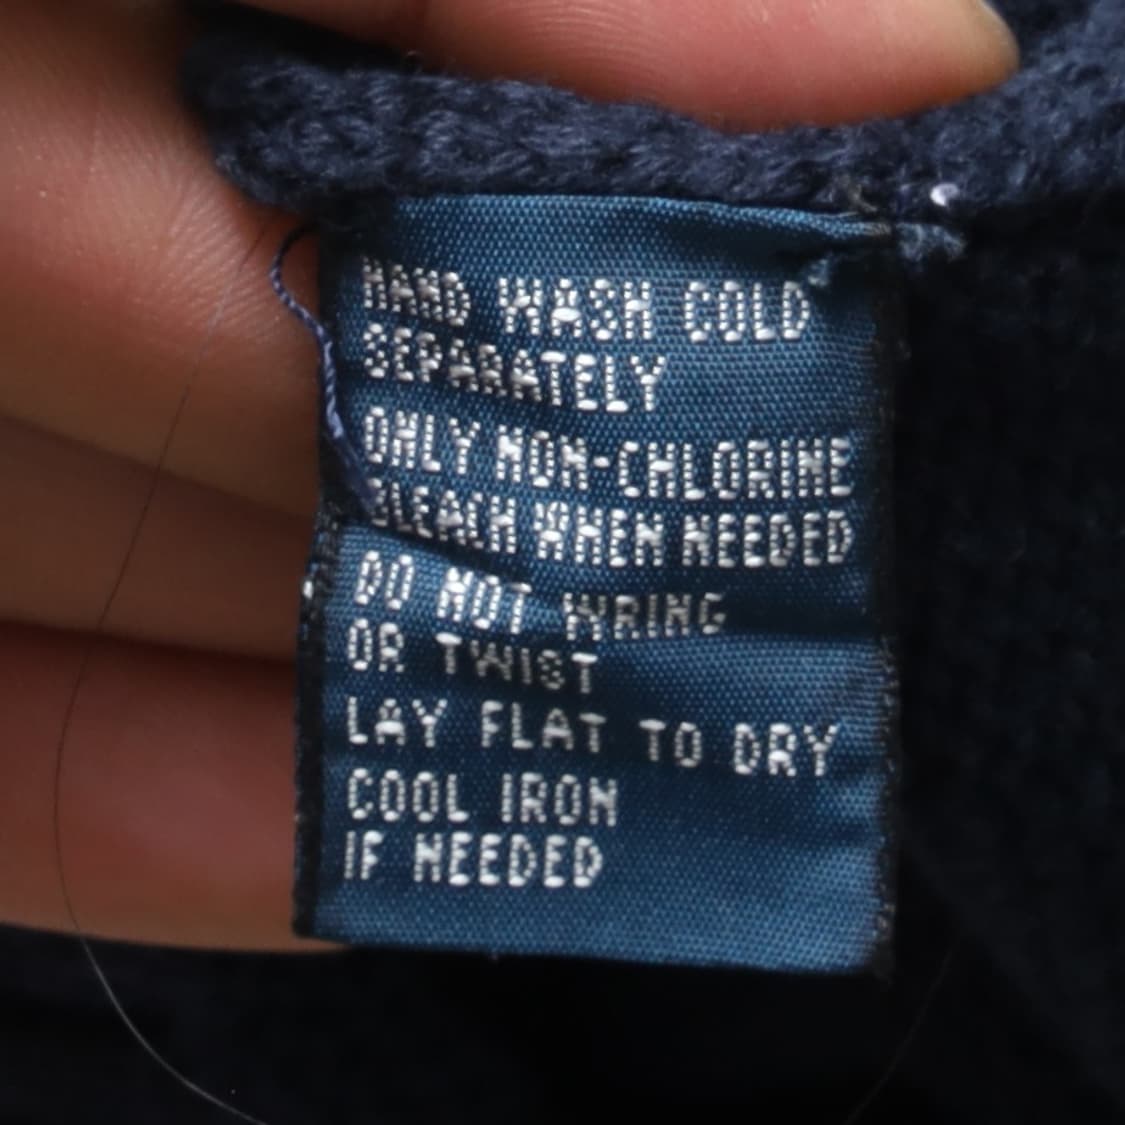 HAND WASH COLD
SEPARATELY
ONLY NON-CHLORINE
BLEACH WHEN NEEDED
DO NOT WRING
OR TWIST
LAY FLAT TO DRY
COOL IRON
IF NEEDED